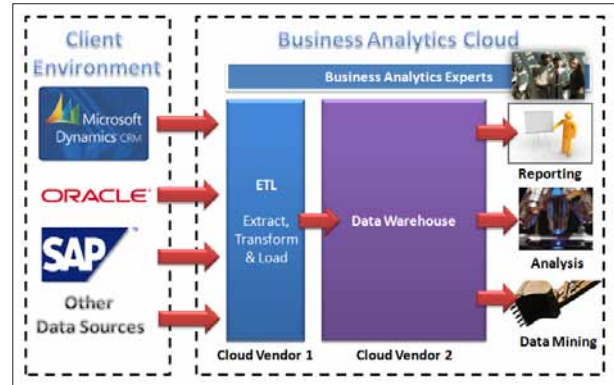 Client
Environment
Microsoft
Dynamics CRM
ORACLE
SAP
Other
Data Sources
Business Analytics Cloud
Business Analytics Experts
ETL
Extract,
Transform
& Load
Data Warehouse
Cloud Vendor 1
Cloud Vendor 2
Reporting
Analysis
Data Mining